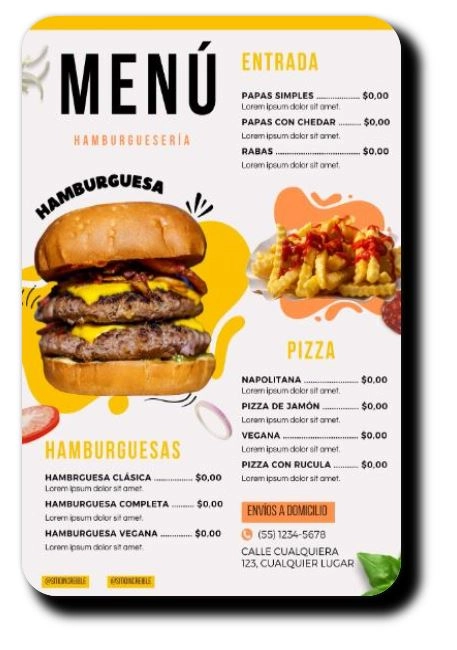 MENÚ
HAMBURGUESERÍA
HAMBURGUESA
HAMBURGUESAS
HAMBRGUESA CLÁSICA ................ $0,00
Lorem ipsum dolor sit amet.
HAMBURGUESA COMPLETA ......... $0,00
Lorem ipsum dolor sit amet.
HAMBURGUESA VEGANA ............. $0.00
Lorem ipsum dolor sit amet.
@SITIOINCREIBLE
@SITIOINCREIBLE
ENTRADA
PAPAS SIMPLES .................. $0,00
Lorem ipsum dolor sit amet.
PAPAS CON CHEDAR .......... $0,00
Lorem ipsum dolor sit amet.
RABAS ................................... $0.00
Lorem ipsum dolor sit amet.
PIZZA
NAPOLITANA ....................... $0,00
Lorem ipsum dolor sit amet.
PIZZA DE JAMÓN ................ $0,00
Lorem ipsum dolor sit amet.
VEGANA ............................... $0,00
Lorem ipsum dolor sit amet.
PIZZA CON RUCULA .......... $0,00
Lorem ipsum dolor sit amet.
ENVÍOS A DOMICILIO
(55) 1234-5678
CALLE CUALQUIERA
123, CUALQUIER LUGAR